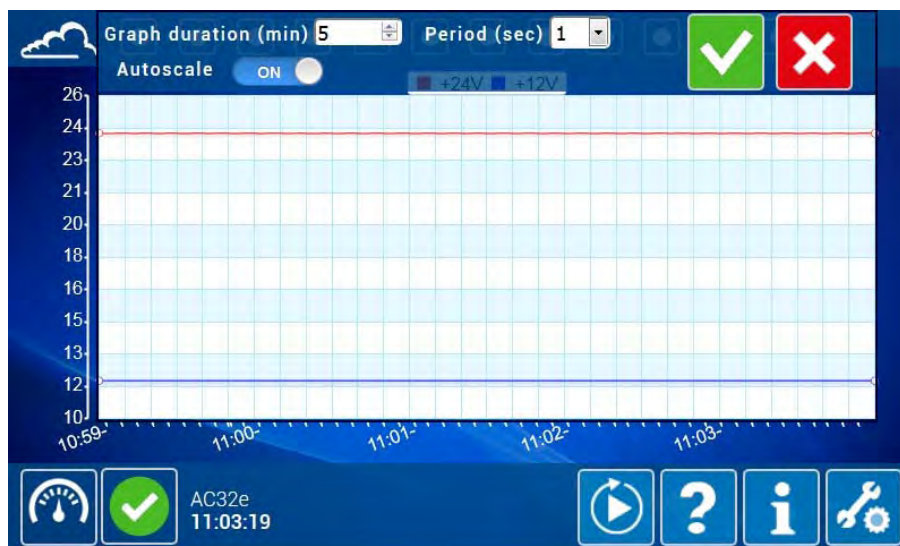 Graph duration (min) 5 Period (sec) 1
Autoscale ON
+24V +12V
26
24
23
21
20
18
16
15
13
12
10
10:59 11:00 11:01 11:02 11:03
AC32e
11:03:19
? i